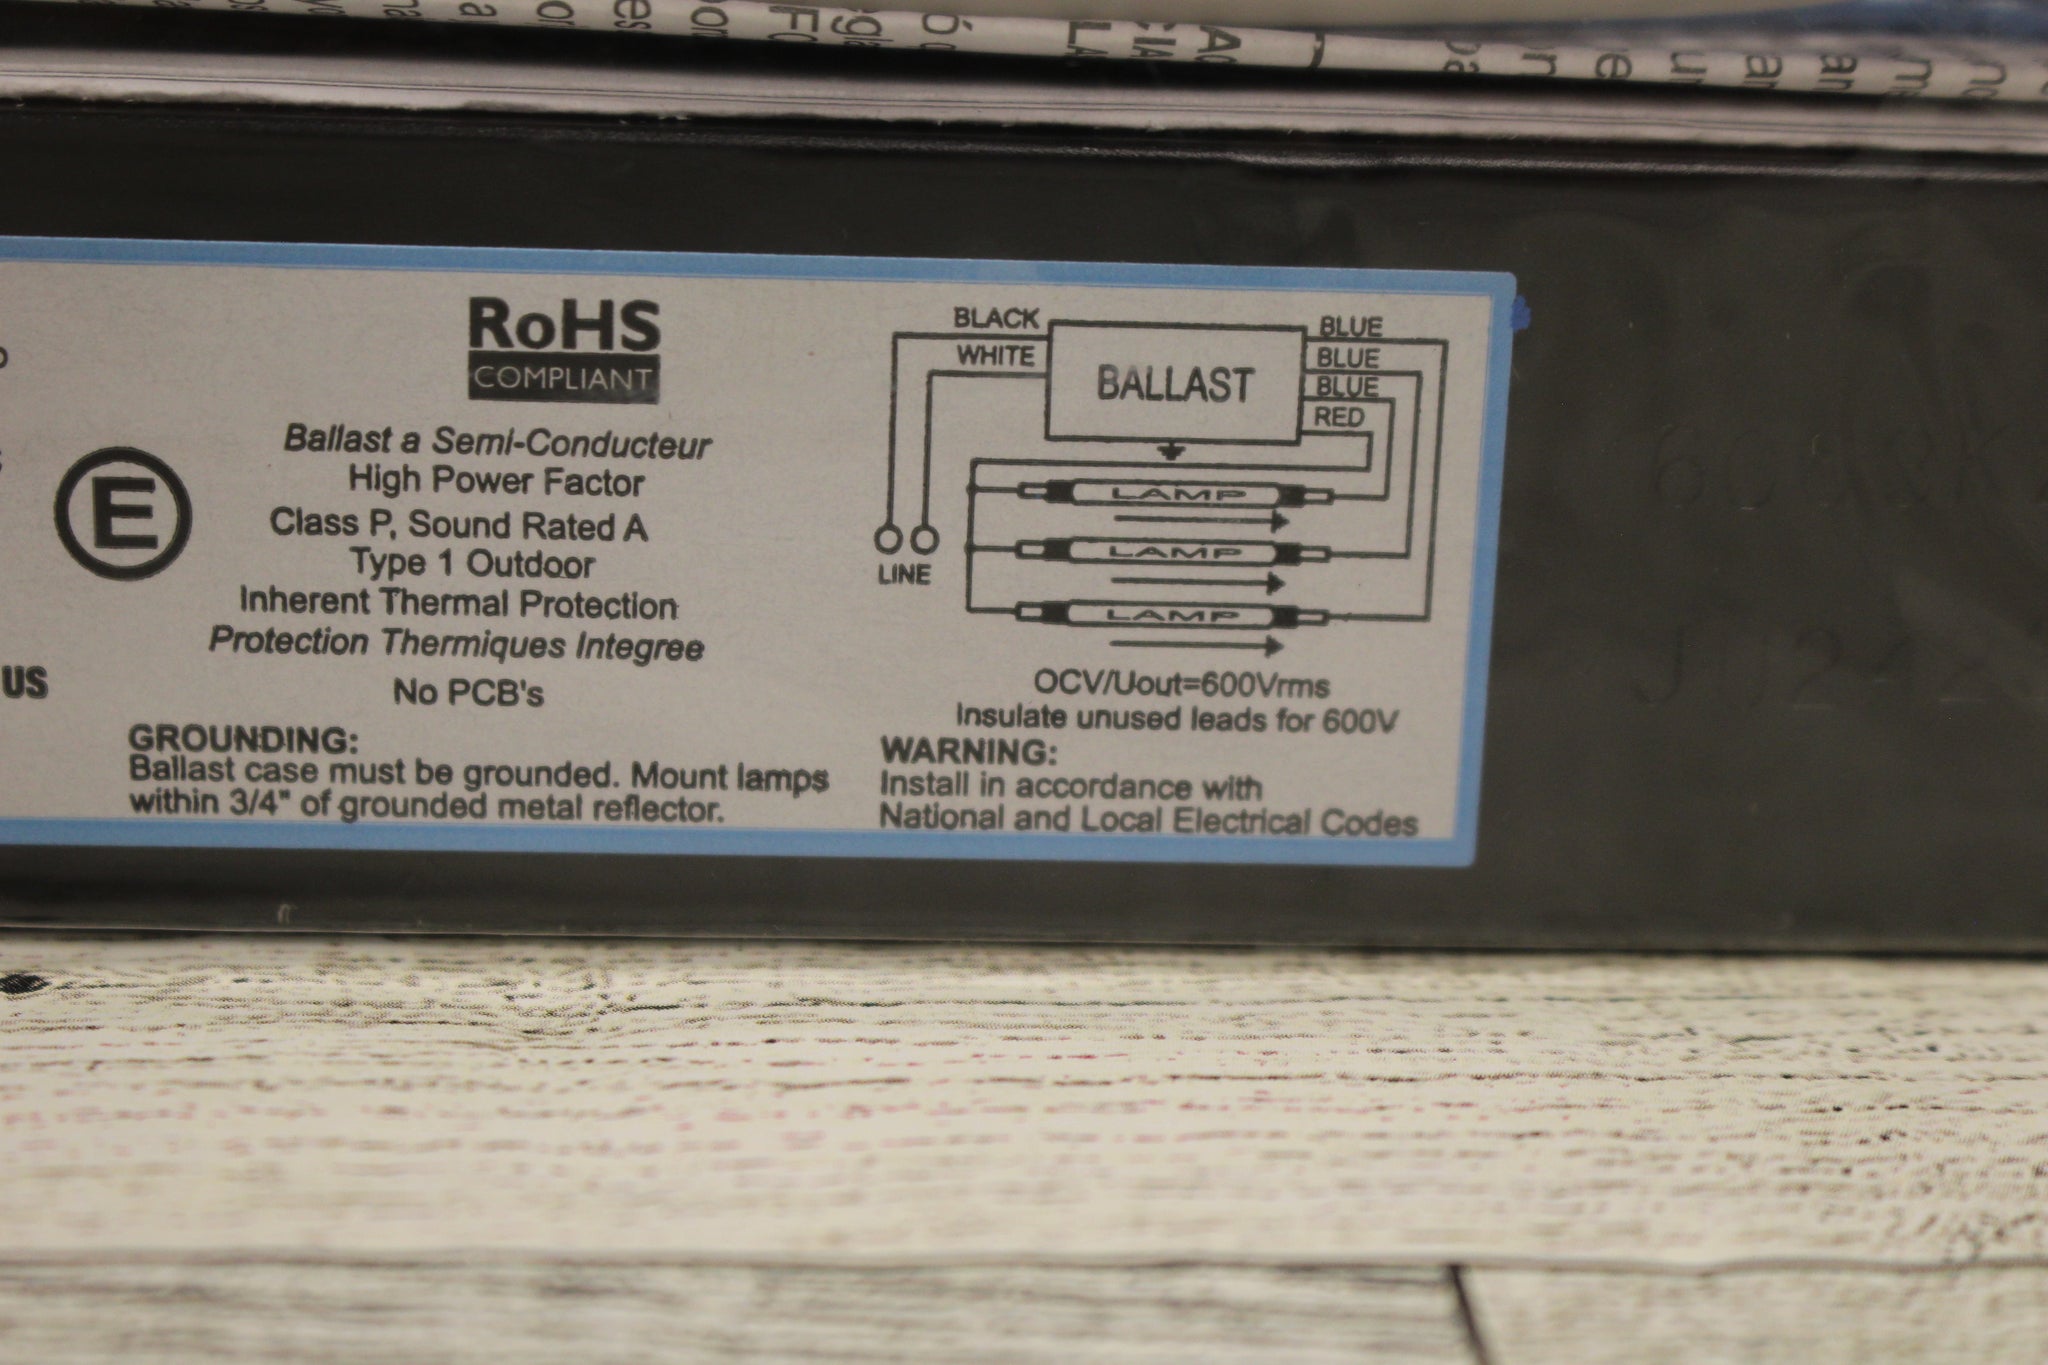 RoHS
COMPLIANT
E
Ballast a Semi-Conducteur
High Power Factor
Class P, Sound Rated A
Type 1 Outdoor
Inherent Thermal Protection
Protection Thermiques Integree
No PCB's
US
GROUNDING:
Ballast case must be grounded. Mount lamps
within 3/4" of grounded metal reflector.
BLACK
WHITE
BALLAST
BLUE
BLUE
BLUE
RED
LAMP
LAMP
LAMP
LINE
OCV/Uout=600Vrms
Insulate unused leads for 600V
WARNING:
Install in accordance with
National and Local Electrical Codes